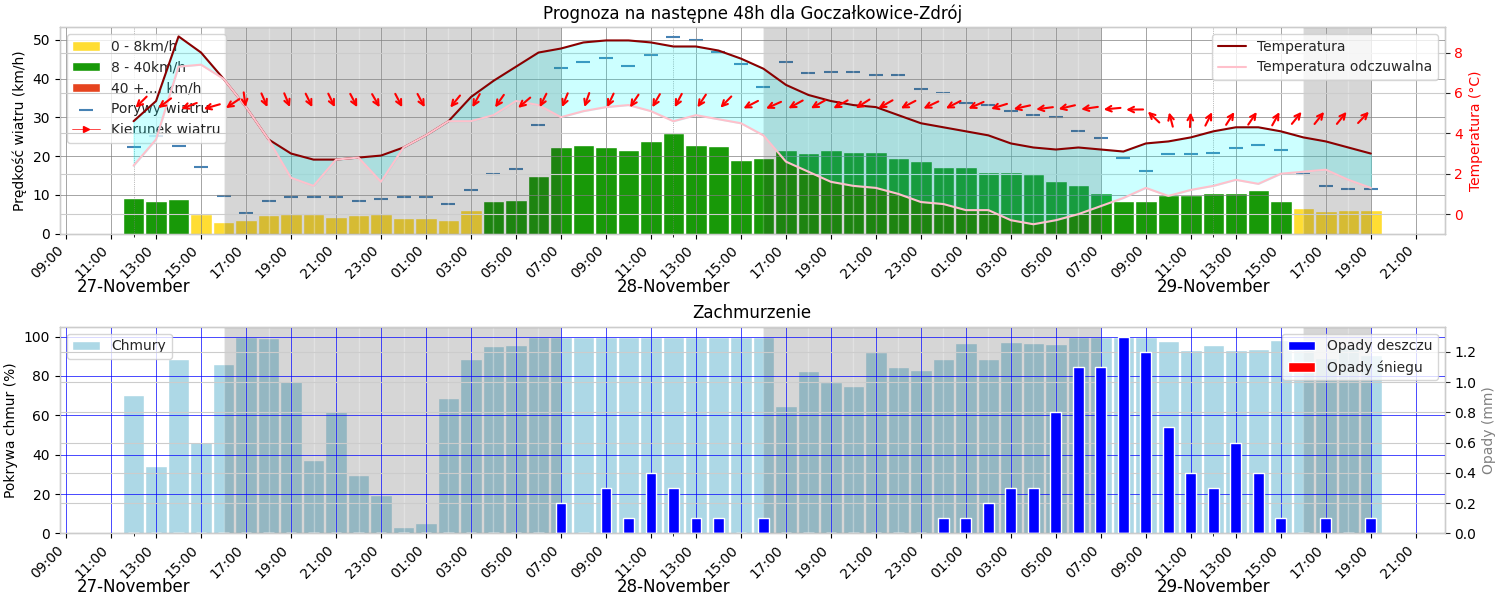 Prognoza na następne 48h dla Goczałkowice-Zdrój
Prędkość wiatru (km/h)
50
40
30
20
10
0
0 - 8km/h
8 - 40km/h
40 +... km/h
Porywy wiatru
Kierunek wiatru
Temperatura
Temperatura odczuwalna
8
6
4
2
0
Temperatura (°C)
09:00 11:00 13:00 15:00 17:00 19:00 21:00 23:00 01:00 03:00 05:00 07:00 09:00 11:00 13:00 15:00 17:00 19:00 21:00 23:00 01:00 03:00 05:00 07:00 09:00 11:00 13:00 15:00 17:00 19:00 21:00
27-November 28-November 29-November
Zachmurzenie
Pokrywa chmur (%)
100
80
60
40
20
0
Chmury
Opady deszczu
Opady śniegu
1.2
1.0
0.8
0.6
0.4
0.2
0.0
Opady (mm)
09:00 11:00 13:00 15:00 17:00 19:00 21:00 23:00 01:00 03:00 05:00 07:00 09:00 11:00 13:00 15:00 17:00 19:00 21:00 23:00 01:00 03:00 05:00 07:00 09:00 11:00 13:00 15:00 17:00 19:00 21:00
27-November 28-November 29-November